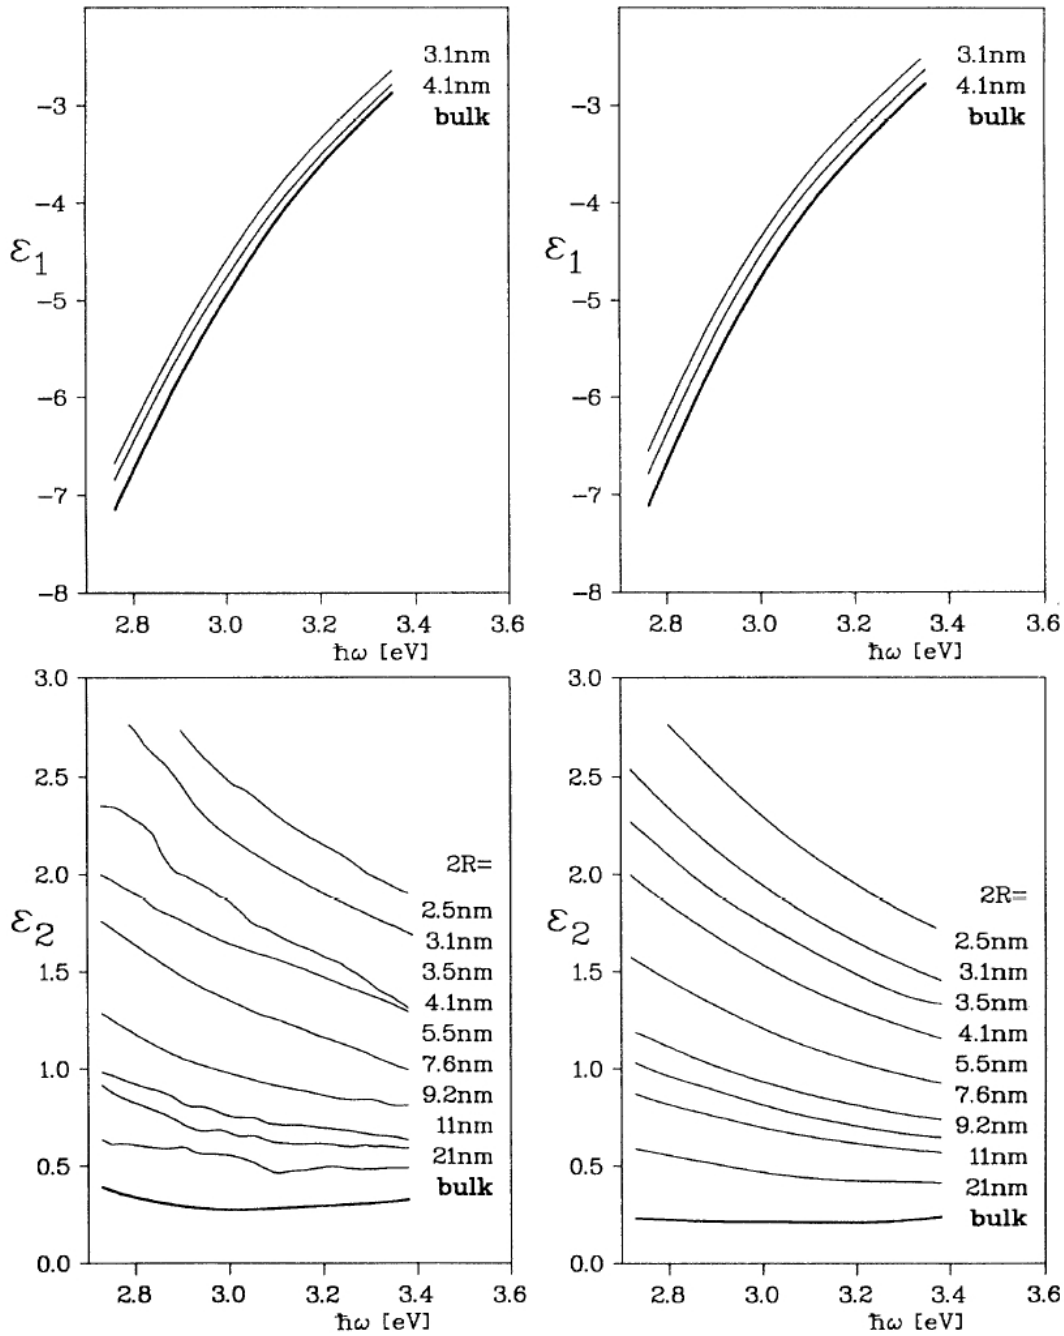 3.1nm
4.1nm
bulk
−3
−4
ε1
−5
−6
−7
−8
2.8
3.0
3.2
3.4
3.6
ħω [eV]
3.1nm
4.1nm
bulk
−3
−4
ε1
−5
−6
−7
−8
2.8
3.0
3.2
3.4
3.6
ħω [eV]
3.0
2.5
2.0
ε2
1.5
1.0
0.5
0.0
2R=
2.5nm
3.1nm
3.5nm
4.1nm
5.5nm
7.6nm
9.2nm
11nm
21nm
bulk
2.8
3.0
3.2
3.4
3.6
ħω [eV]
3.0
2.5
2.0
ε2
1.5
1.0
0.5
0.0
2R=
2.5nm
3.1nm
3.5nm
4.1nm
5.5nm
7.6nm
9.2nm
11nm
21nm
bulk
2.8
3.0
3.2
3.4
3.6
ħω [eV]